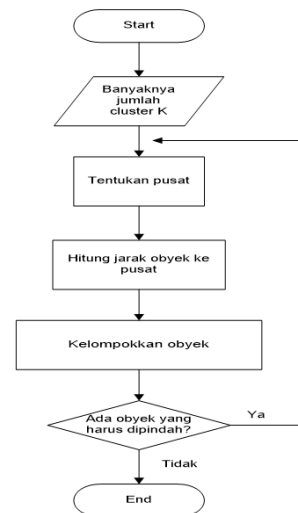 Start
Banyaknya
jumlah
cluster K
Tentukan pusat
Hitung jarak obyek ke
pusat
Kelompokkan obyek
Ada obyek yang
harus dipindah?
Ya
Tidak
End